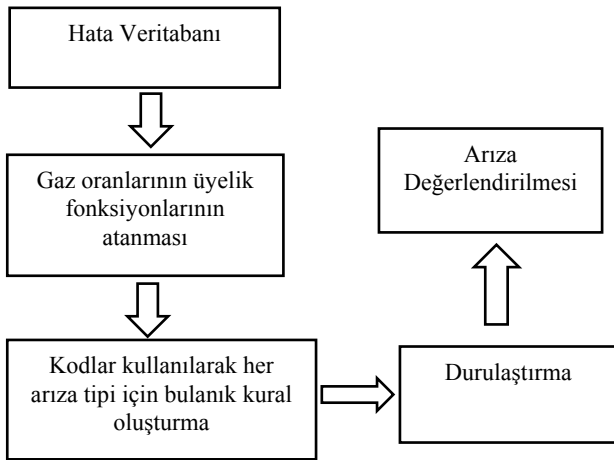 Hata Veritabanı
Gaz oranlarının üyelik
fonksiyonlarının
atanması
Kodlar kullanılarak her
arıza tipi için bulanık kural
oluşturma
Durulaştırma
Arıza
Değerlendirilmesi